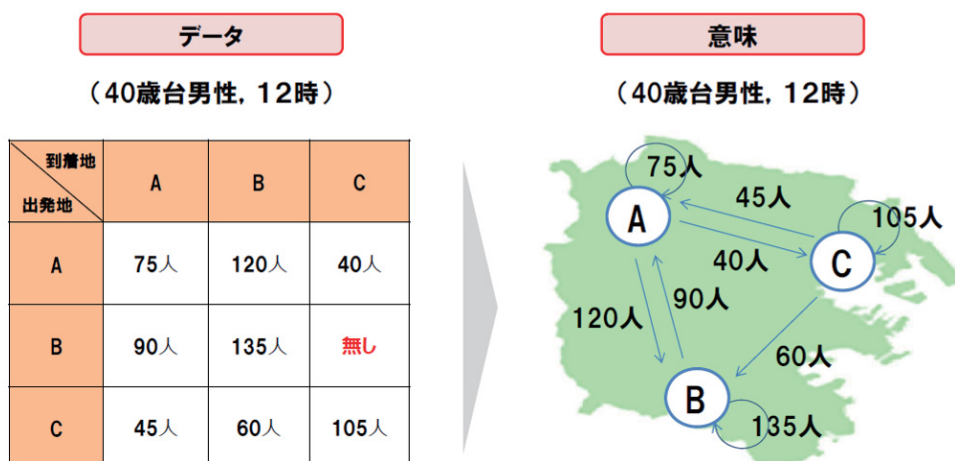 データ
（40歳台男性，12時）
到着地
出発地
A B C
A 75人 120人 40人
B 90人 135人 無し
C 45人 60人 105人
意味
（40歳台男性，12時）
75人
A
45人
105人
40人
C
120人
90人
60人
B
135人